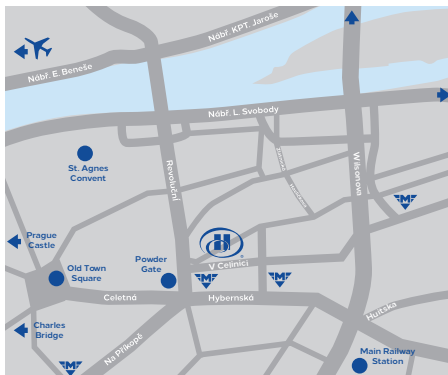 Nábř. KPT. Jaroše
Nábř. E. Beneše
Nábř. L. Svobody
St. Agnes
Convent
Revoluční
Wilsonova
M
Prague
Castle
H
V Celnici
Old Town
Square
Powder
Gate
M
M
Celetná
Hybernská
Husitská
Charles
Bridge
Na Příkopě
M
Main Railway
Station